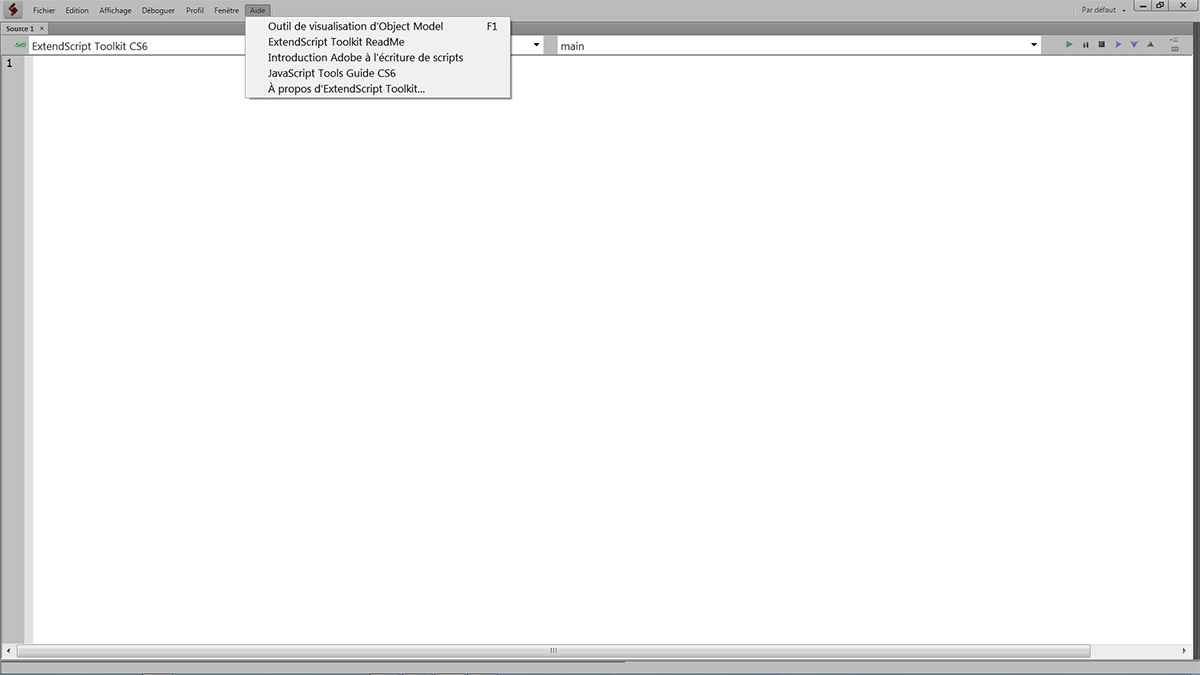 Fichier Edition Affichage Déboguer Profil Fenêtre Aide Par défaut
Source 1 ×
ExtendScript Toolkit CS6 main
Outil de visualisation d'Object Model F1
ExtendScript Toolkit ReadMe
Introduction Adobe à l'écriture de scripts
JavaScript Tools Guide CS6
À propos d'ExtendScript Toolkit...
1